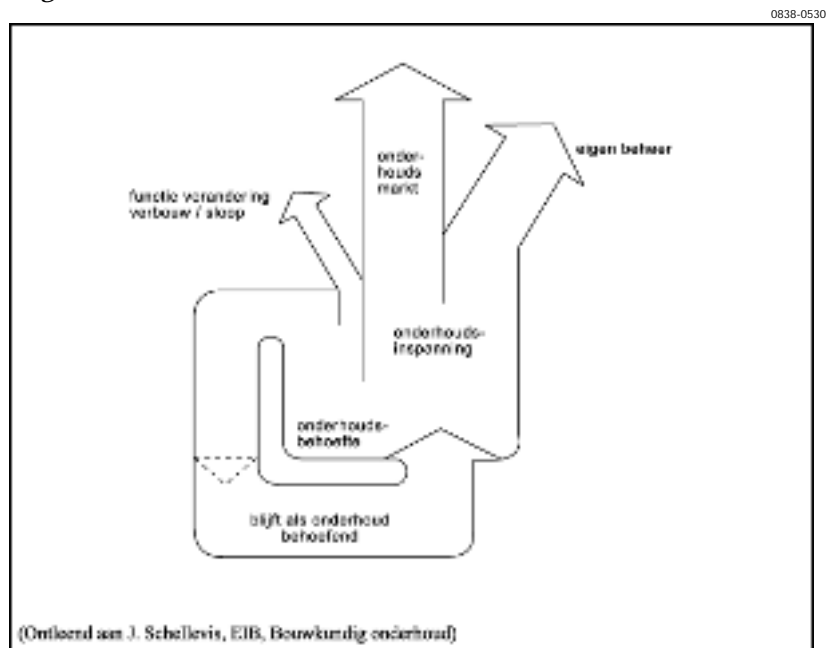 0838-0530
onder-
houds
markt
eigen beheer
functie verandering
verbouw / sloop
onderhouds-
inspanning
onderhouds-
behoefte
blijft als onderhoud
behoefend
(Ontleend aan J. Schellevis, EIB, Bouwkundig onderhoud)